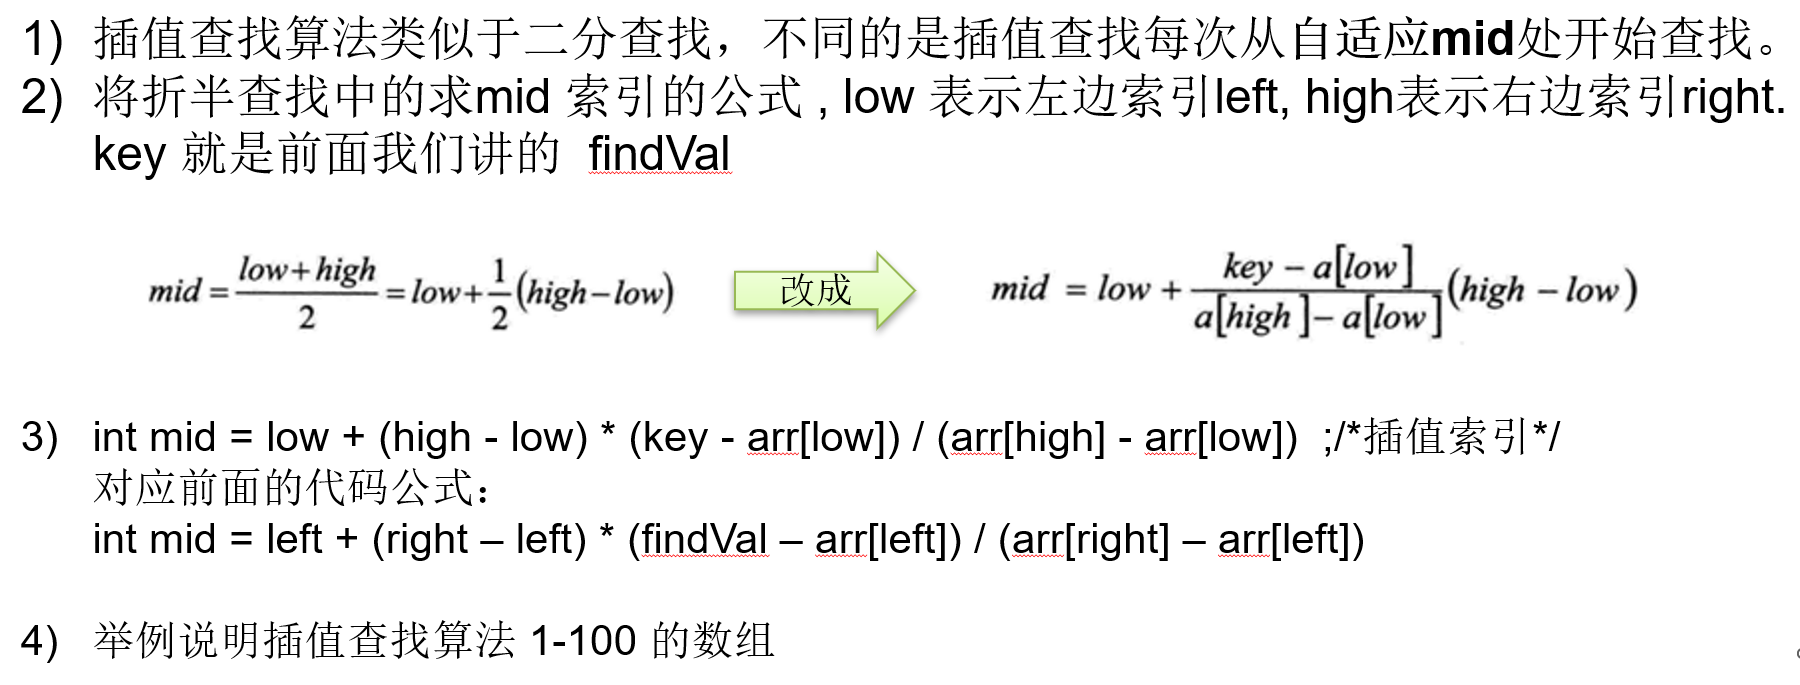 1) 插值查找算法类似于二分查找，不同的是插值查找每次从自适应mid处开始查找。
2) 将折半查找中的求mid 索引的公式 , low 表示左边索引left, high表示右边索引right.
key 就是前面我们讲的 findVal
mid = \frac{low+high}{2} = low + \frac{1}{2}(high-low) 改成 mid = low + \frac{key-a[low]}{a[high]-a[low]}(high-low)
3) int mid = low + (high - low) * (key - arr[low]) / (arr[high] - arr[low]) ;/*插值索引*/
对应前面的代码公式：
int mid = left + (right – left) * (findVal – arr[left]) / (arr[right] – arr[left])
4) 举例说明插值查找算法 1-100 的数组